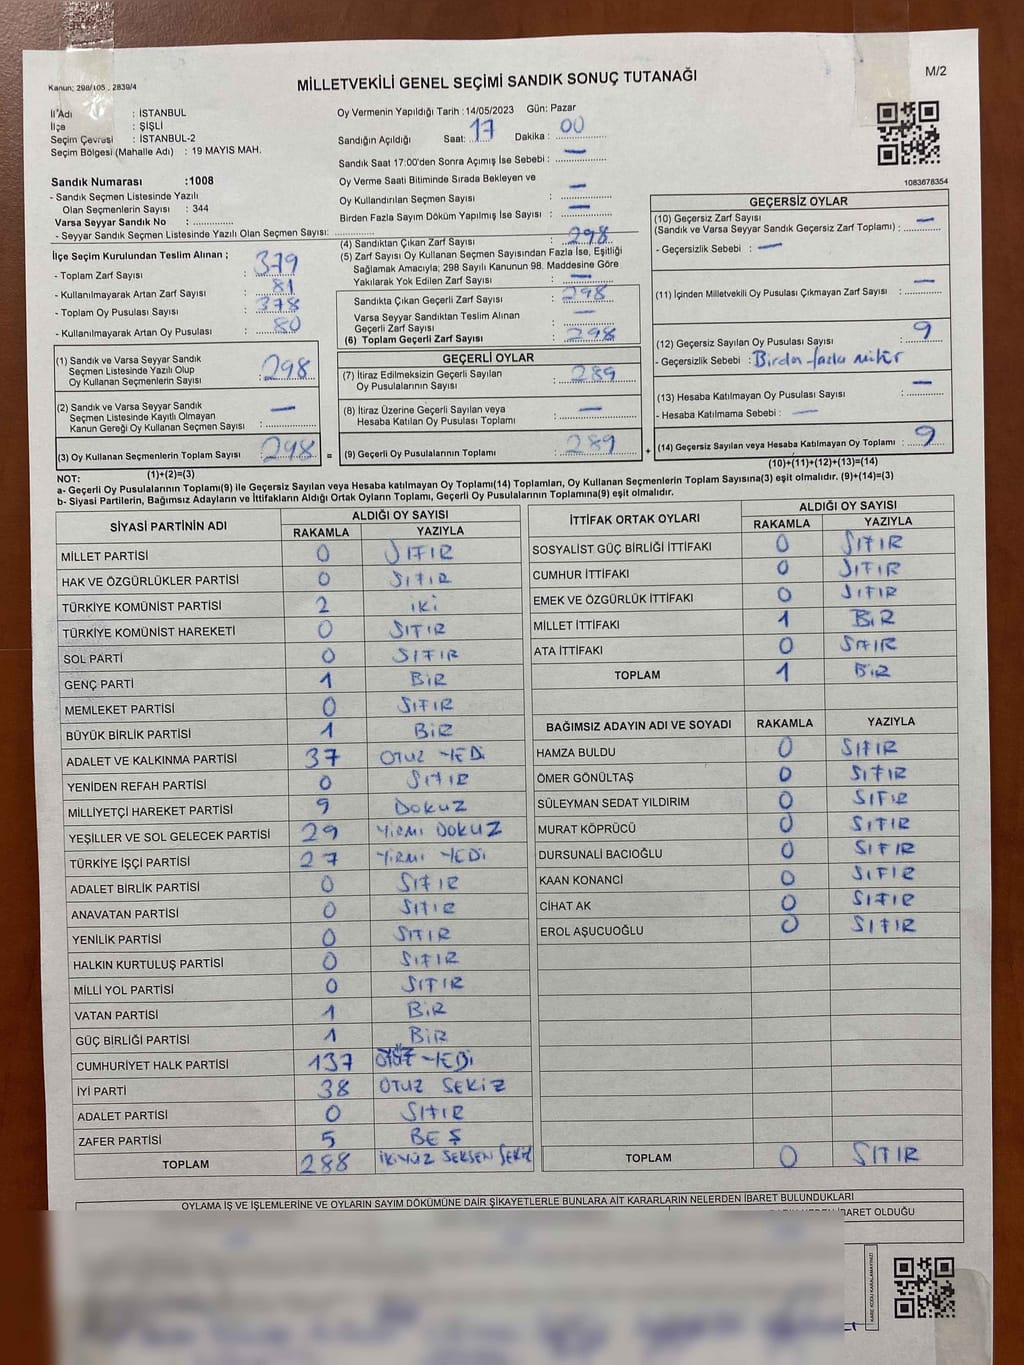 Kanun: 298/105 , 2839/4
MİLLETVEKİLİ GENEL SEÇİMİ SANDIK SONUÇ TUTANAĞI
M/2
İl Adı : İSTANBUL
İlçe : ŞİŞLİ
Seçim Çevresi : İSTANBUL-2
Seçim Bölgesi (Mahalle Adı) : 19 MAYIS MAH.
Sandık Numarası :1008
- Sandık Seçmen Listesinde Yazılı
Olan Seçmenlerin Sayısı : 344
Varsa Seyyar Sandık No : ..............
- Seyyar Sandık Seçmen Listesinde Yazılı Olan Seçmen Sayısı: ..............
Oy Vermenin Yapıldığı Tarih : 14/05/2023 Gün: Pazar
Sandığın Açıldığı Saat: 17 Dakika : 00
Sandık Saat 17:00'den Sonra Açımış İse Sebebi : —
Oy Verme Saati Bitiminde Sırada Bekleyen ve
Oy Kullandırılan Seçmen Sayısı : —
Birden Fazla Sayım Döküm Yapılmış İse Sayısı : —
1083678354
İlçe Seçim Kurulundan Teslim Alınan ;
- Toplam Zarf Sayısı : 379
- Kullanılmayarak Artan Zarf Sayısı : 81
- Toplam Oy Pusulası Sayısı : 378
- Kullanılmayarak Artan Oy Pusulası : 80
(4) Sandıktan Çıkan Zarf Sayısı : 298
(5) Zarf Sayısı Oy Kullanan Seçmen Sayısından Fazla İse, Eşitliği
Sağlamak Amacıyla; 298 Sayılı Kanunun 98. Maddesine Göre
Yakılarak Yok Edilen Zarf Sayısı : —
Sandıkta Çıkan Geçerli Zarf Sayısı : 298
Varsa Seyyar Sandıktan Teslim Alınan
Geçerli Zarf Sayısı : —
(6) Toplam Geçerli Zarf Sayısı : 298
GEÇERSİZ OYLAR
(10) Geçersiz Zarf Sayısı
(Sandık ve Varsa Seyyar Sandık Geçersiz Zarf Toplamı) : —
- Geçersizlik Sebebi : —
(11) İçinden Milletvekili Oy Pusulası Çıkmayan Zarf Sayısı : —
(12) Geçersiz Sayılan Oy Pusulası Sayısı : 9
- Geçersizlik Sebebi : Birden fazla mühür
(13) Hesaba Katılmayan Oy Pusulası Sayısı : —
- Hesaba Katılmama Sebebi : —
(14) Geçersiz Sayılan veya Hesaba Katılmayan Oy Toplamı : 9
(10)+(11)+(12)+(13)=(14)
(1) Sandık ve Varsa Seyyar Sandık
Seçmen Listesinde Yazılı Olup
Oy Kullanan Seçmenlerin Sayısı : 298
(2) Sandık ve Varsa Seyyar Sandık
Seçmen Listesinde Kayıtlı Olmayan
Kanun Gereği Oy Kullanan Seçmen Sayısı : —
(3) Oy Kullanan Seçmenlerin Toplam Sayısı : 298 =
(1)+(2)=(3)
GEÇERLİ OYLAR
(7) İtiraz Edilmeksizin Geçerli Sayılan
Oy Pusulalarının Sayısı : 289
(8) İtiraz Üzerine Geçerli Sayılan veya
Hesaba Katılan Oy Pusulası Toplamı : —
(9) Geçerli Oy Pusulalarının Toplamı : 289 +
NOT:
a- Geçerli Oy Pusulalarının Toplamı(9) ile Geçersiz Sayılan veya Hesaba katılmayan Oy Toplamı(14) Toplamları, Oy Kullanan Seçmenlerin Toplam Sayısına(3) eşit olmalıdır. (9)+(14)=(3)
b- Siyasi Partilerin, Bağımsız Adayların ve İttifakların Aldığı Ortak Oyların Toplamı, Geçerli Oy Pusulalarının Toplamına(9) eşit olmalıdır.
SİYASİ PARTİNİN ADI ALDIĞI OY SAYISI
RAKAMLA YAZIYLA
MİLLET PARTİSİ 0 SIFIR
HAK VE ÖZGÜRLÜKLER PARTİSİ 0 SIFIR
TÜRKİYE KOMÜNİST PARTİSİ 2 iki
TÜRKİYE KOMÜNİST HAREKETİ 0 SIFIR
SOL PARTİ 0 SIFIR
GENÇ PARTİ 1 BİR
MEMLEKET PARTİSİ 0 SIFIR
BÜYÜK BİRLİK PARTİSİ 1 BİR
ADALET VE KALKINMA PARTİSİ 37 OTUZ YEDİ
YENİDEN REFAH PARTİSİ 0 SIFIR
MİLLİYETÇİ HAREKET PARTİSİ 9 DOKUZ
YEŞİLLER VE SOL GELECEK PARTİSİ 29 YİRMİ DOKUZ
TÜRKİYE İŞÇİ PARTİSİ 27 YİRMİ YEDİ
ADALET BİRLİK PARTİSİ 0 SIFIR
ANAVATAN PARTİSİ 0 SIFIR
YENİLİK PARTİSİ 0 SIFIR
HALKIN KURTULUŞ PARTİSİ 0 SIFIR
MİLLİ YOL PARTİSİ 0 SIFIR
VATAN PARTİSİ 1 BİR
GÜÇ BİRLİĞİ PARTİSİ 1 BİR
CUMHURİYET HALK PARTİSİ 137 YEDİ
İYİ PARTİ 38 OTUZ SEKİZ
ADALET PARTİSİ 0 SIFIR
ZAFER PARTİSİ 5 BEŞ
TOPLAM 288 İKİYÜZ SEKSEN SEKİZ
İTTİFAK ORTAK OYLARI ALDIĞI OY SAYISI
RAKAMLA YAZIYLA
SOSYALİST GÜÇ BİRLİĞİ İTTİFAKI 0 SIFIR
CUMHUR İTTİFAKI 0 SIFIR
EMEK VE ÖZGÜRLÜK İTTİFAKI 0 SIFIR
MİLLET İTTİFAKI 1 BİR
ATA İTTİFAKI 0 SIFIR
TOPLAM 1 BİR
BAĞIMSIZ ADAYIN ADI VE SOYADI RAKAMLA YAZIYLA
HAMZA BULDU 0 SIFIR
ÖMER GÖNÜLTAŞ 0 SIFIR
SÜLEYMAN SEDAT YILDIRIM 0 SIFIR
MURAT KÖPRÜCÜ 0 SIFIR
DURSUNALİ BACIOĞLU 0 SIFIR
KAAN KONANCI 0 SIFIR
CİHAT AK 0 SIFIR
EROL AŞUCUOĞLU 0 SIFIR
TOPLAM 0 SIFIR
OYLAMA İŞ VE İŞLEMLERİNE VE OYLARIN SAYIM DÖKÜMÜNE DAİR ŞİKAYETLERLE BUNLARA AİT KARARLARIN NELERDEN İBARET BULUNDUKLARI
İBARET OLDUĞU
KARE KODU KARALAMAYINIZ!